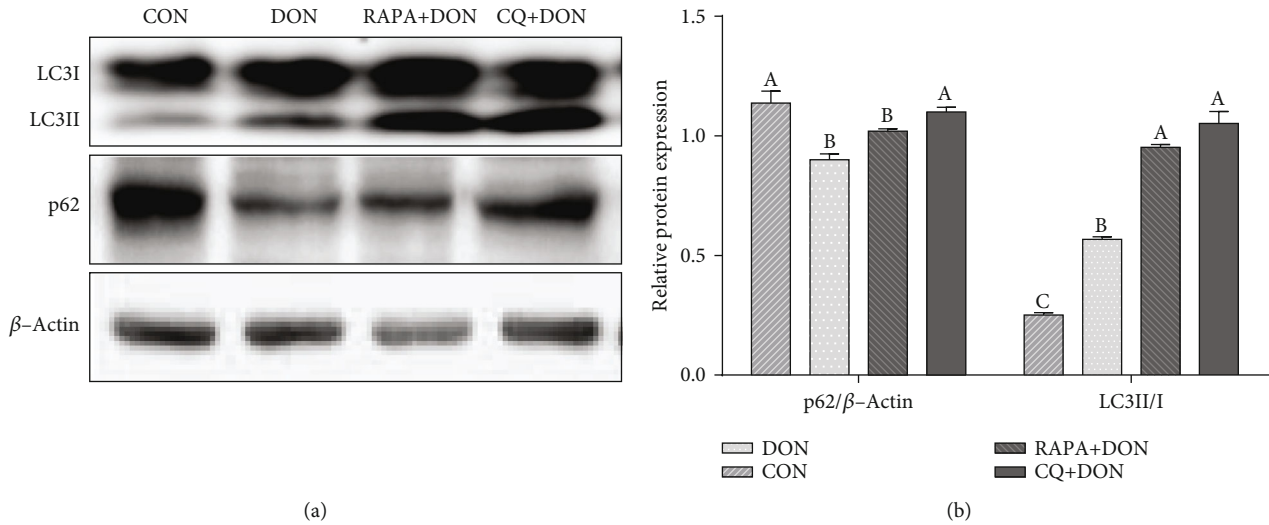 CON DON RAPA+DON CQ+DON
LC3I
LC3II
p62
β–Actin
(a)
Relative protein expression
1.5
1.0
0.5
0.0
A
B
B
A
C
B
A
A
p62/β–Actin LC3II/I
DON RAPA+DON
CON CQ+DON
(b)